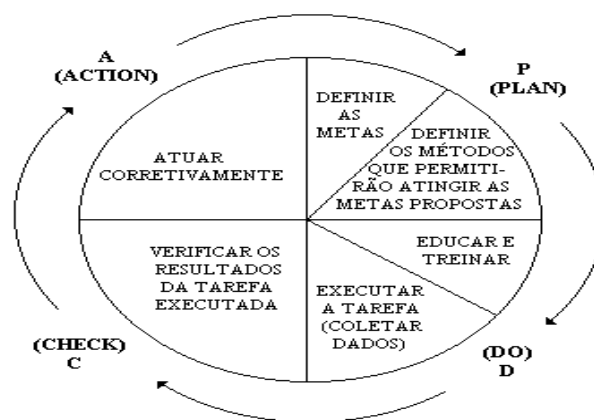 A
(ACTION)
P
(PLAN)
DEFINIR
AS
METAS
DEFINIR
OS MÉTODOS
QUE PERMITI-
RÃO ATINGIR AS
METAS PROPOSTAS
ATUAR
CORRETIVAMENTE
EDUCAR E
TREINAR
VERIFICAR OS
RESULTADOS
DA TAREFA
EXECUTADA
EXECUTAR
A TAREFA
(COLETAR
DADOS)
(CHECK)
C
(DO)
D